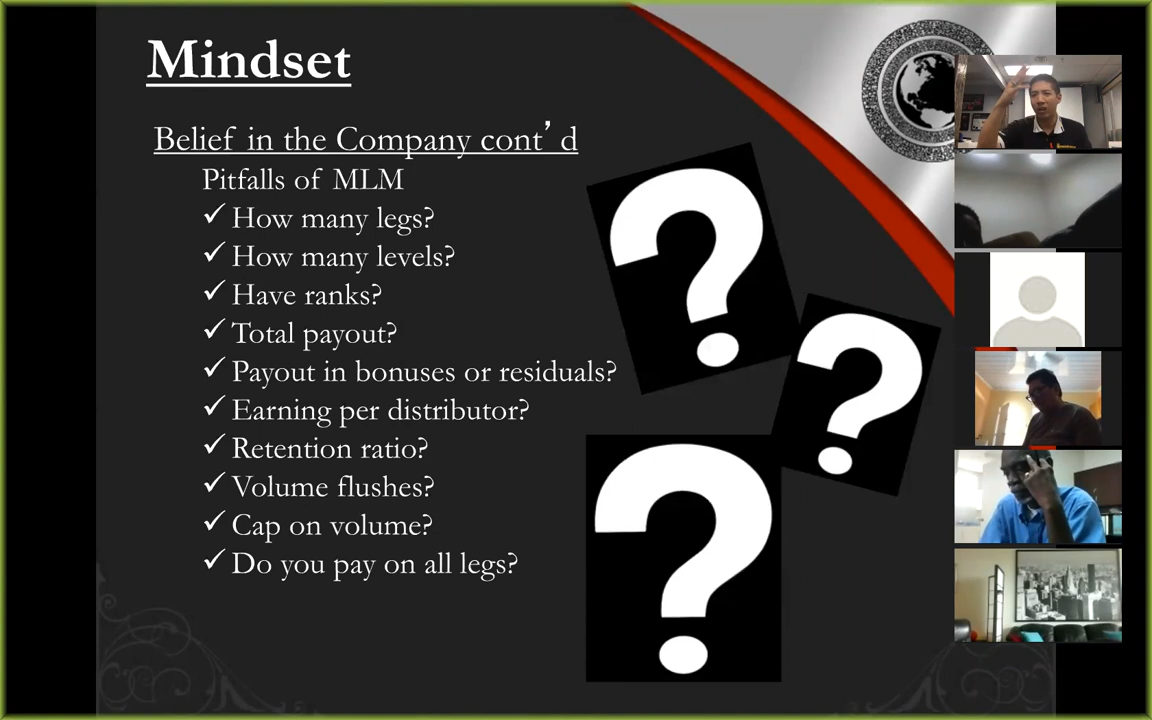 Mindset
Belief in the Company cont’d
Pitfalls of MLM
✓ How many legs?
✓ How many levels?
✓ Have ranks?
✓ Total payout?
✓ Payout in bonuses or residuals?
✓ Earning per distributor?
✓ Retention ratio?
✓ Volume flushes?
✓ Cap on volume?
✓ Do you pay on all legs?
?
?
?